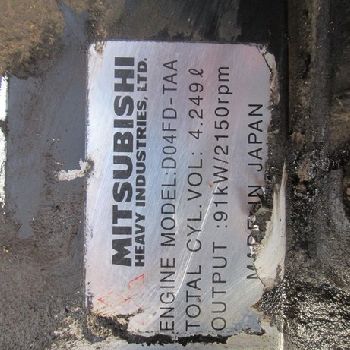 MITSUBISHI
HEAVY INDUSTRIES, LTD.
ENGINE MODEL:D04FD-TAA
TOTAL CYL.VOL: 4.249ℓ
OUTPUT :91kW/2150rpm
MADE IN JAPAN